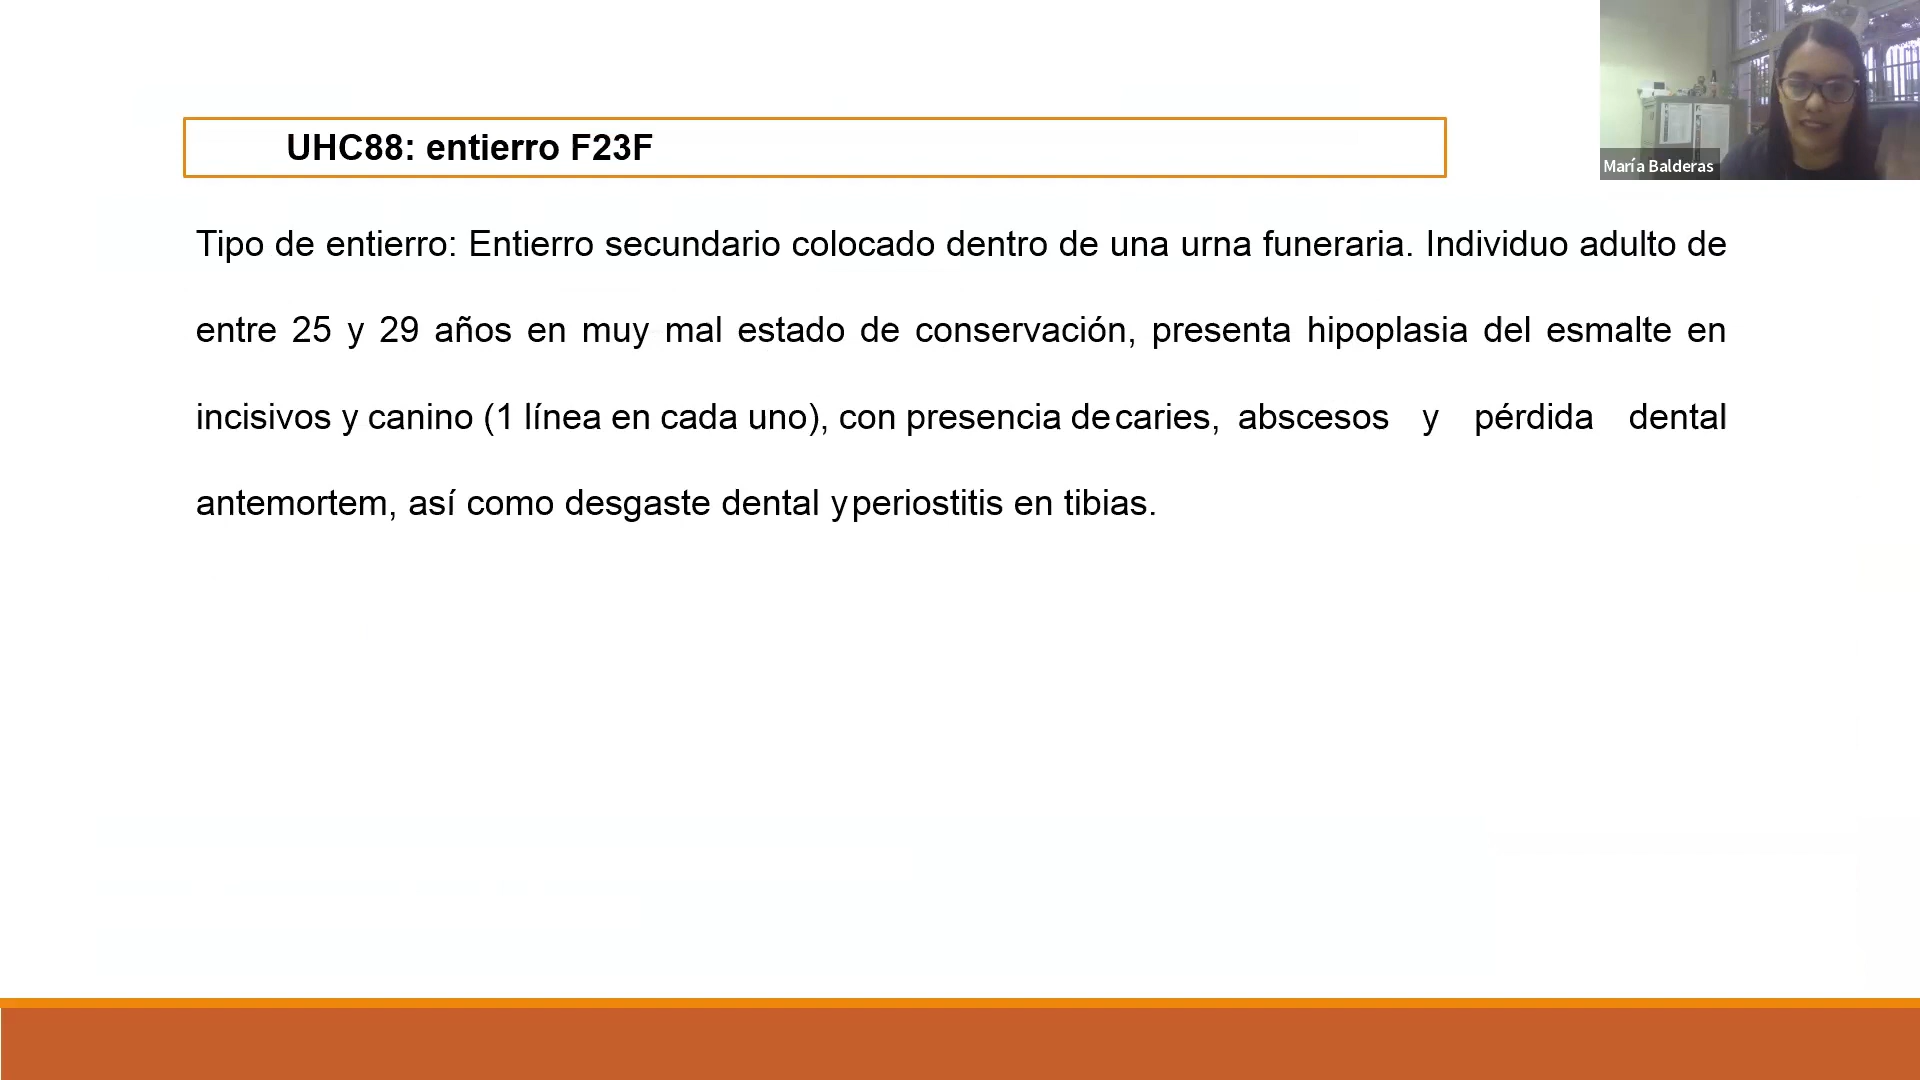 UHC88: entierro F23F
María Balderas
Tipo de entierro: Entierro secundario colocado dentro de una urna funeraria. Individuo adulto de
entre 25 y 29 años en muy mal estado de conservación, presenta hipoplasia del esmalte en
incisivos y canino (1 línea en cada uno), con presencia de caries, abscesos y pérdida dental
antemortem, así como desgaste dental y periostitis en tibias.